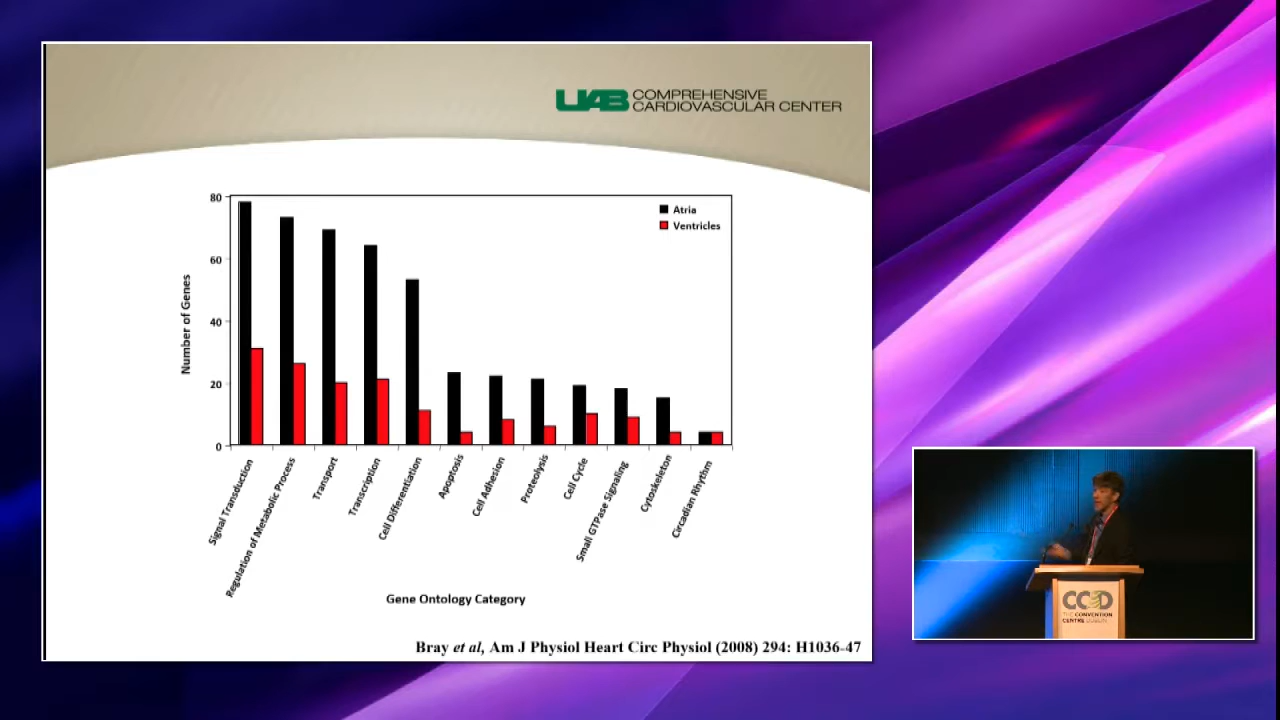 UAB COMPREHENSIVE
CARDIOVASCULAR CENTER
80
60
40
20
0
Number of Genes
Atria
Ventricles
Signal Transduction
Regulation of Metabolic Process
Transport
Transcription
Cell Differentiation
Apoptosis
Cell Adhesion
Proteolysis
Cell Cycle
Small GTPase Signaling
Cytoskeleton
Circadian Rhythm
Gene Ontology Category
Bray et al, Am J Physiol Heart Circ Physiol (2008) 294: H1036-47
CCD
THE CONVENTION
CENTRE DUBLIN